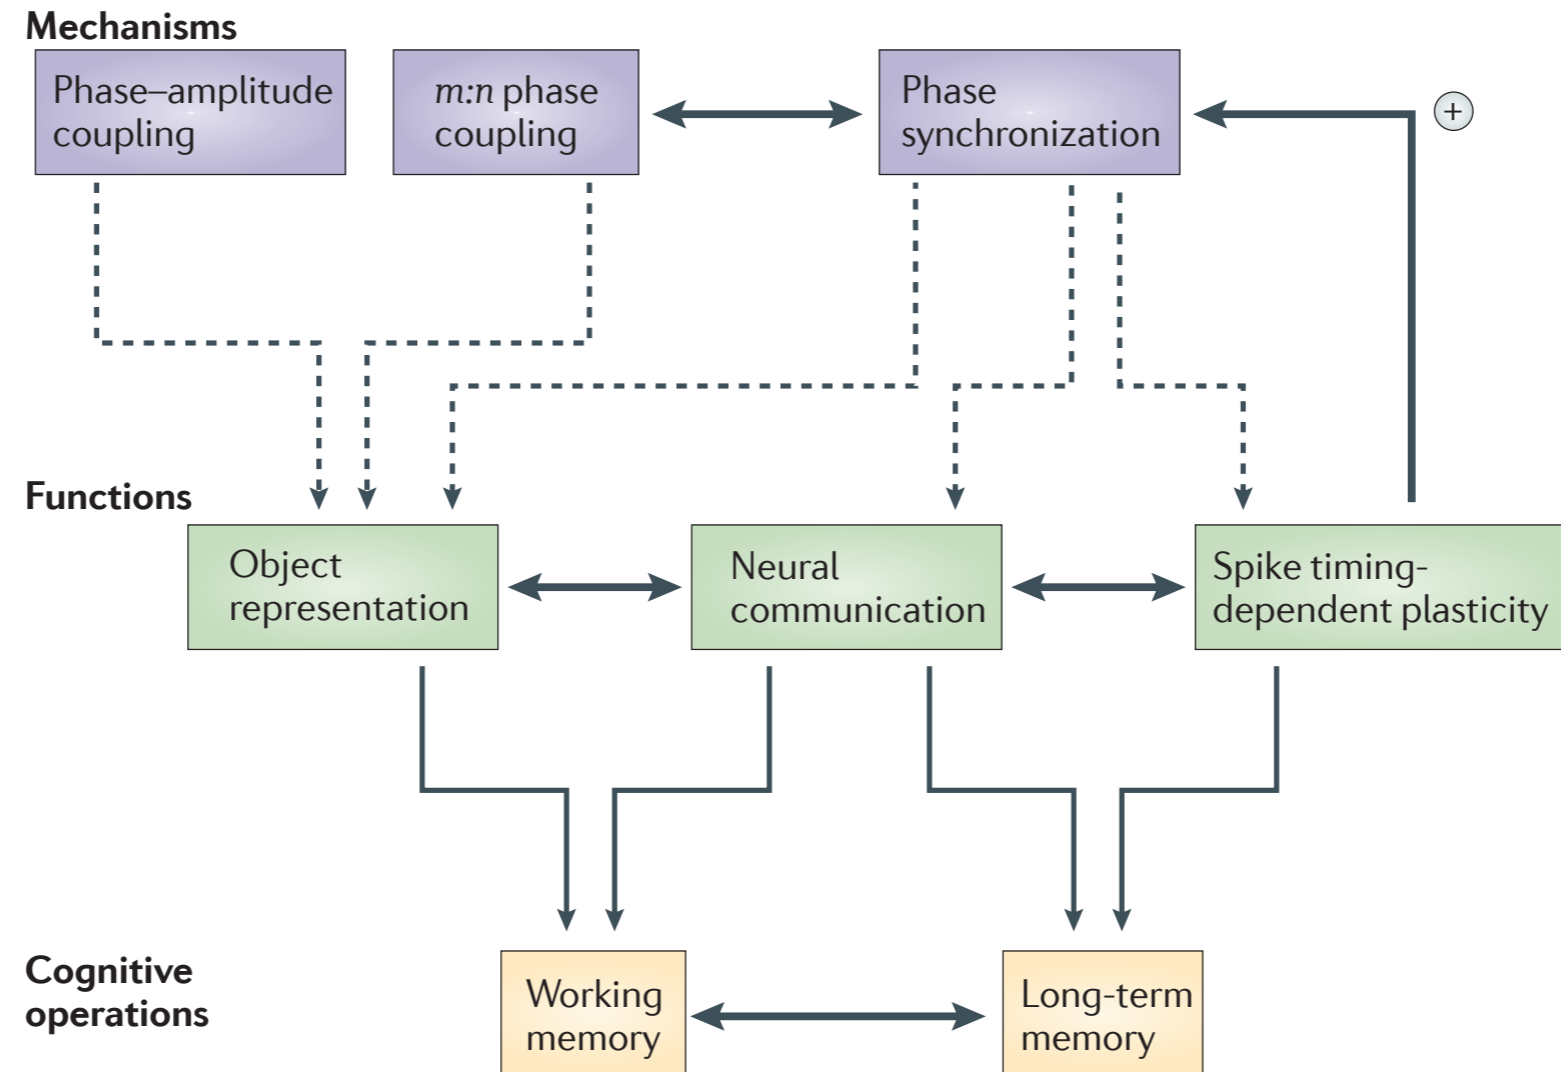 Mechanisms
Phase–amplitude
coupling
m:n phase
coupling
Phase
synchronization
+
Functions
Object
representation
Neural
communication
Spike timing-
dependent plasticity
Cognitive
operations
Working
memory
Long-term
memory